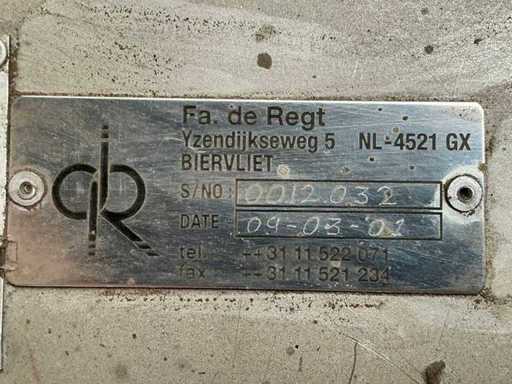 Fa. de Regt
Yzendijkseweg 5 NL-4521 GX
BIERVLIET
S/NO : 0012.032
DATE : 09-03-01
tel. ++31 11 522 071
fax ++31 11 521 234